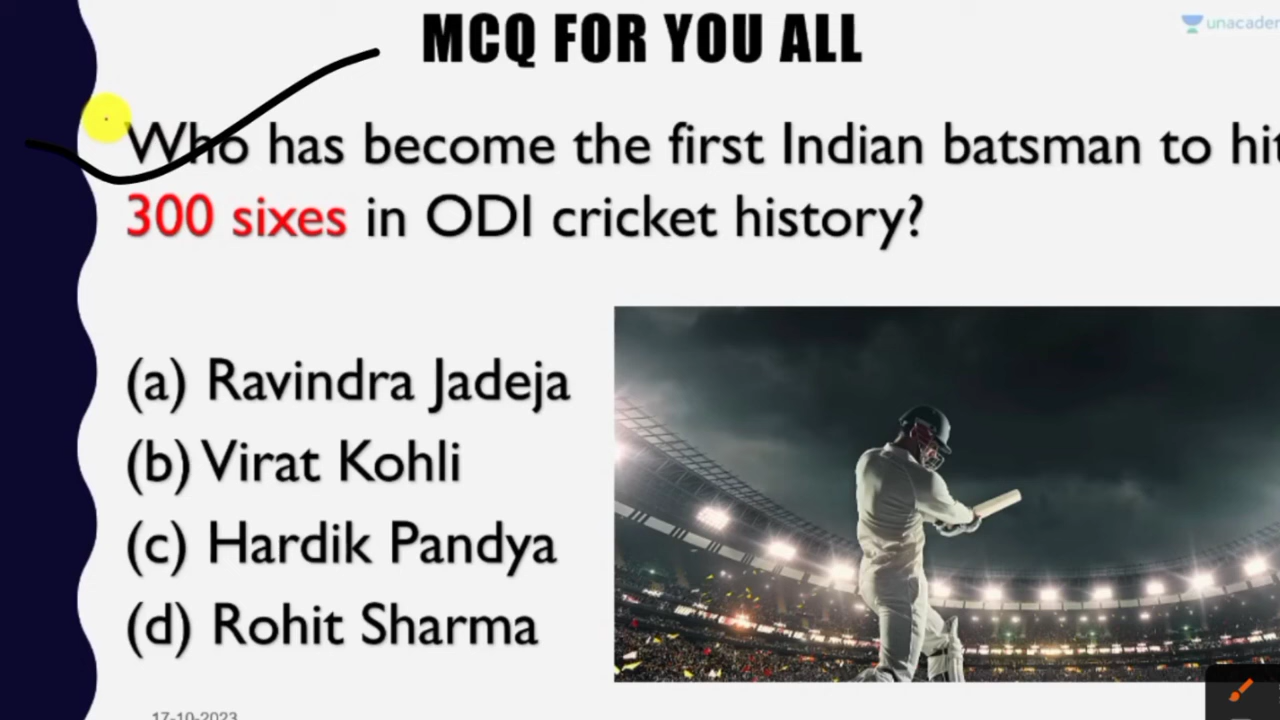 MCQ FOR YOU ALL
Who has become the first Indian batsman to hit
300 sixes in ODI cricket history?
(a) Ravindra Jadeja
(b) Virat Kohli
(c) Hardik Pandya
(d) Rohit Sharma
17-10-2023